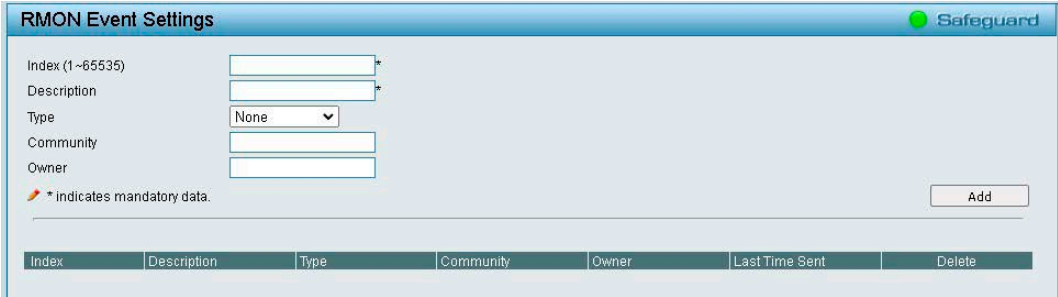 RMON Event Settings
Safeguard
Index (1~65535) *
Description *
Type None
Community
Owner
* indicates mandatory data.
Add
Index Description Type Community Owner Last Time Sent Delete